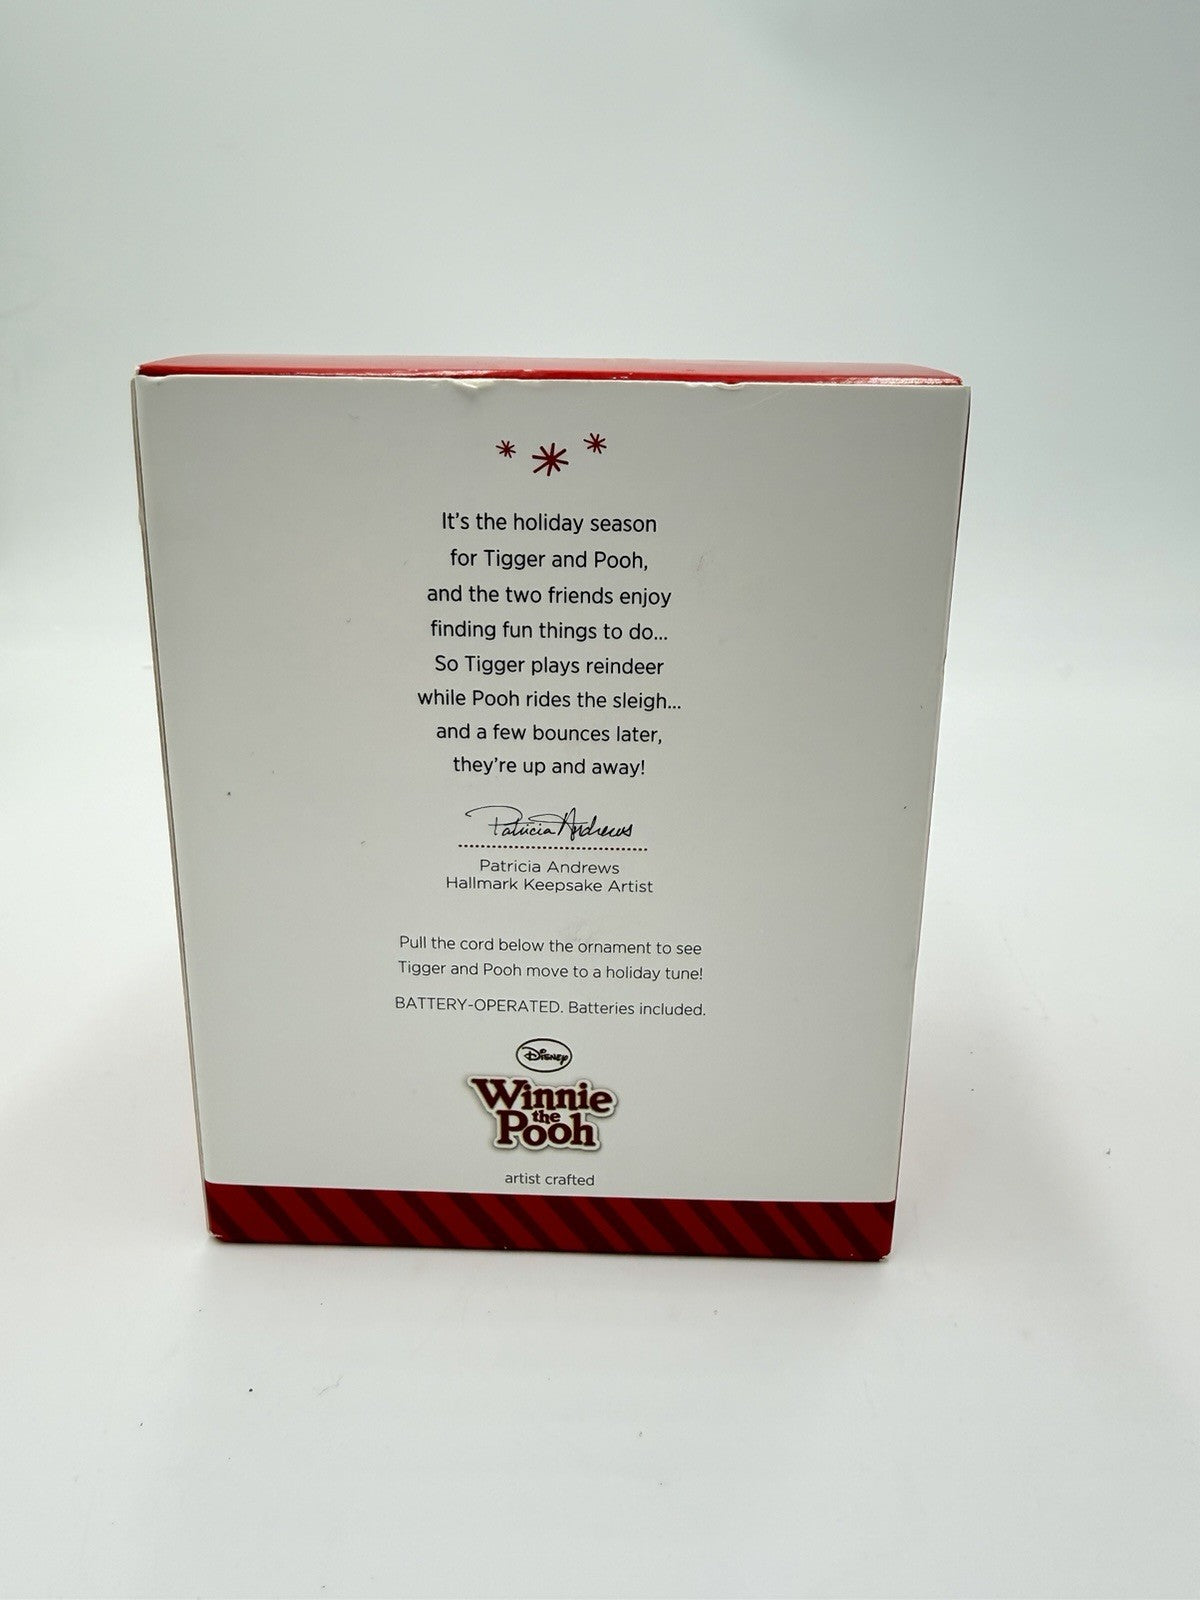 It's the holiday season
for Tigger and Pooh,
and the two friends enjoy
finding fun things to do...
So Tigger plays reindeer
while Pooh rides the sleigh...
and a few bounces later,
they're up and away!
Patricia Andrews
Patricia Andrews
Hallmark Keepsake Artist
Pull the cord below the ornament to see
Tigger and Pooh move to a holiday tune!
BATTERY-OPERATED. Batteries included.
Disney
Winnie
the
Pooh
artist crafted